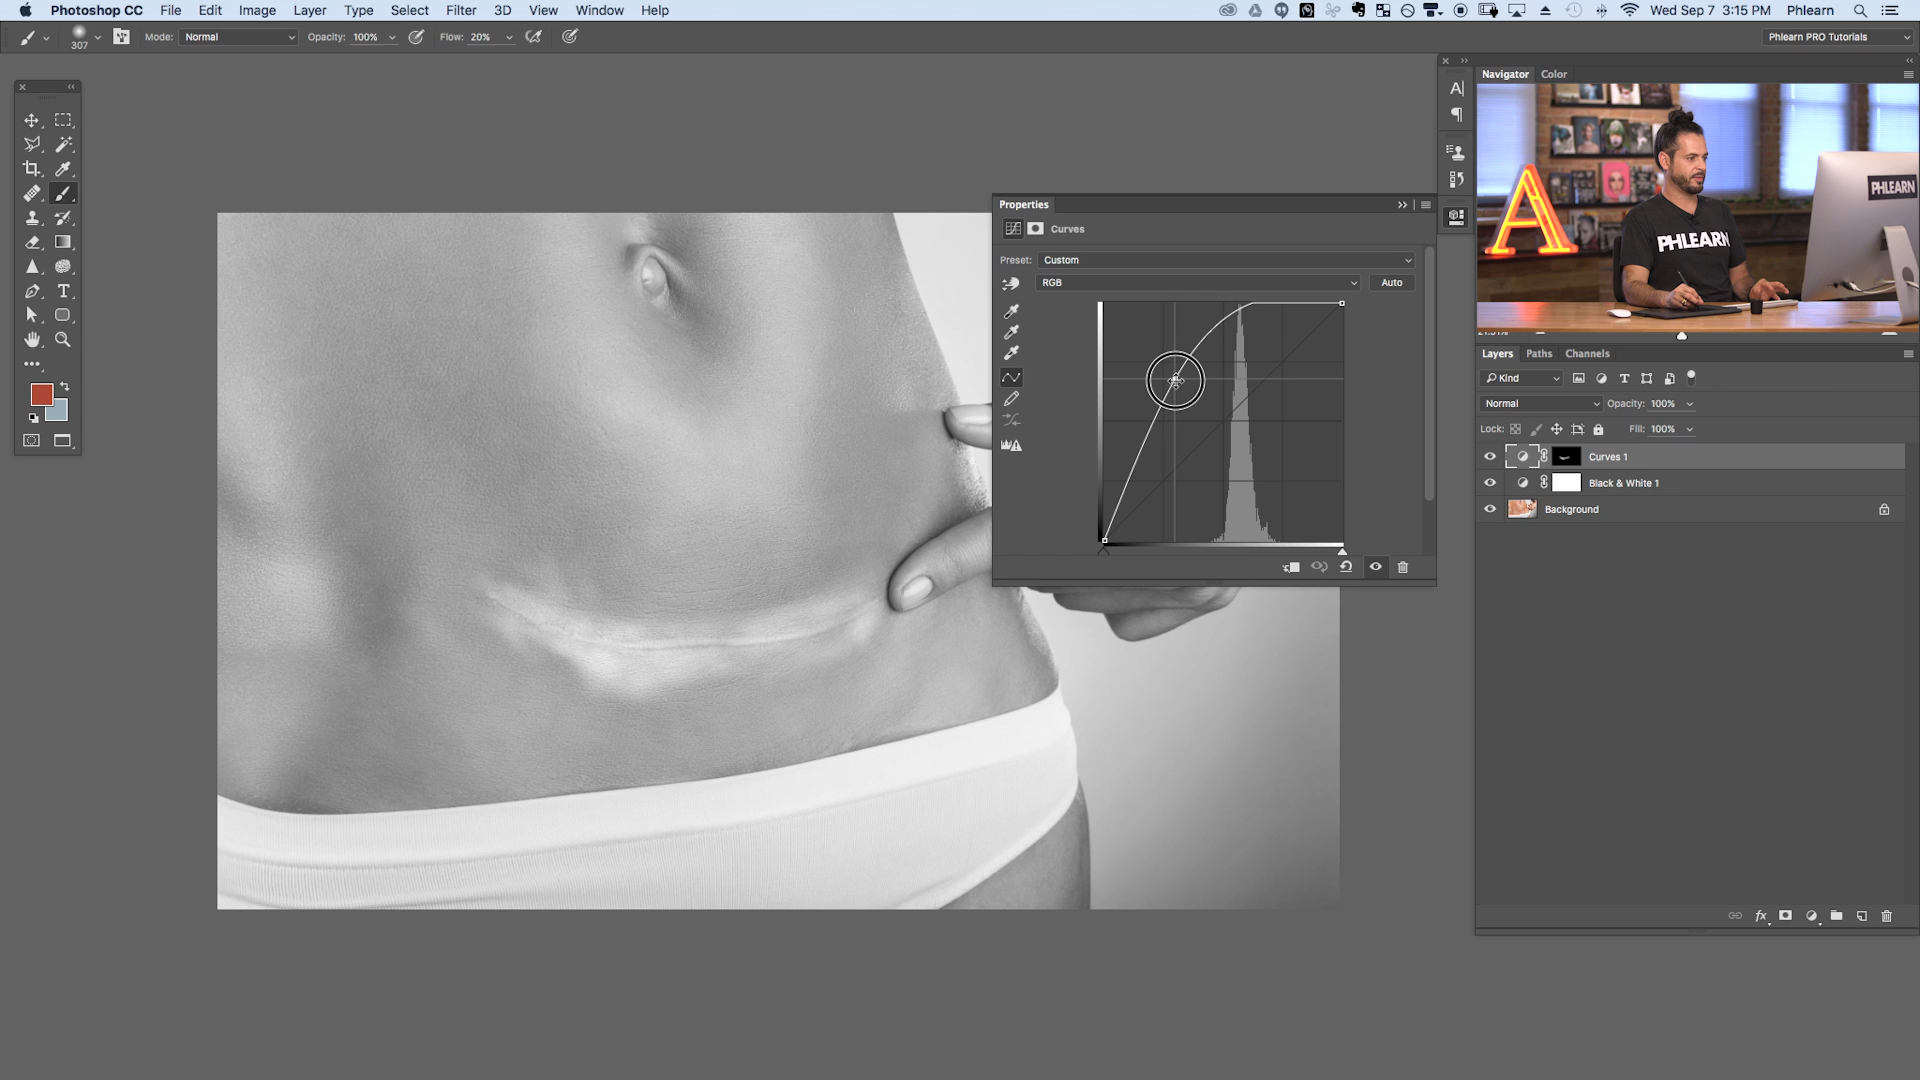 Photoshop CC File Edit Image Layer Type Select Filter 3D View Window Help Wed Sep 7 3:15 PM Phlearn
307 Mode: Normal Opacity: 100% Flow: 20% Phlearn PRO Tutorials
Navigator Color
PHLEARN
PHLEARN
Properties
Curves
Preset: Custom
RGB Auto
Layers Paths Channels
Kind
Normal Opacity: 100%
Lock: Fill: 100%
Curves 1
Black & White 1
Background
fx